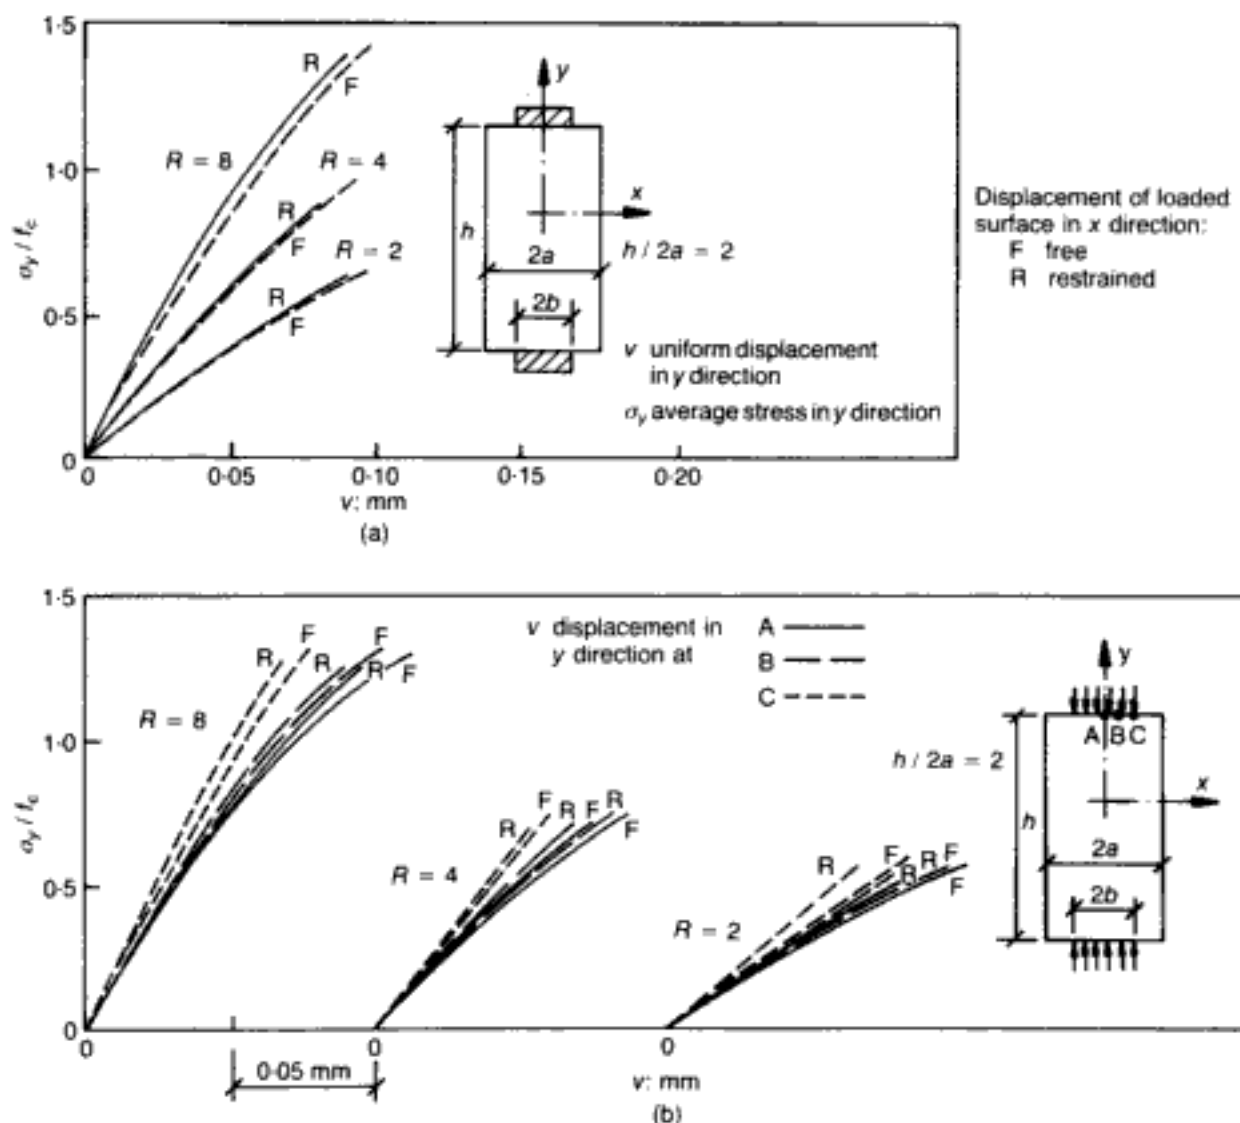 1·5
1·0
0·5
0
σy / fc
R
F
R = 8
R = 4
R
F
R = 2
R
F
y
x
h
2a
h / 2a = 2
2b
v uniform displacement
in y direction
σy average stress in y direction
Displacement of loaded
surface in x direction:
F free
R restrained
0
0·05
0·10
0·15
0·20
v: mm
(a)
1·5
1·0
0·5
0
σy / fc
v displacement in
y direction at
A
B
C
R
F
R
F
R
F
R = 8
R
F
R
F
R
F
R = 4
R
F
R
R
F
F
R = 2
y
A B C
h / 2a = 2
x
h
2a
2b
0
0
0
0·05 mm
v: mm
(b)